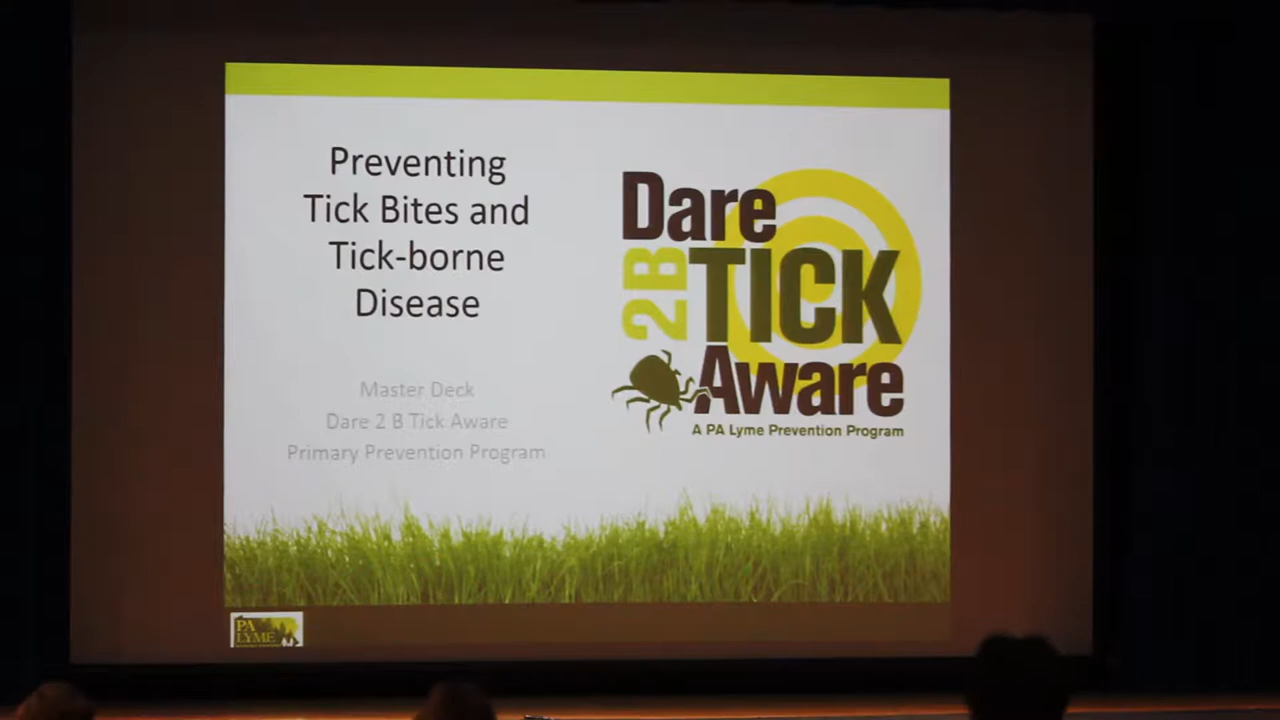 Preventing
Tick Bites and
Tick-borne
Disease
Master Deck
Dare 2 B Tick Aware
Primary Prevention Program
Dare
2B
TICK
Aware
A PA Lyme Prevention Program
PA
LYME